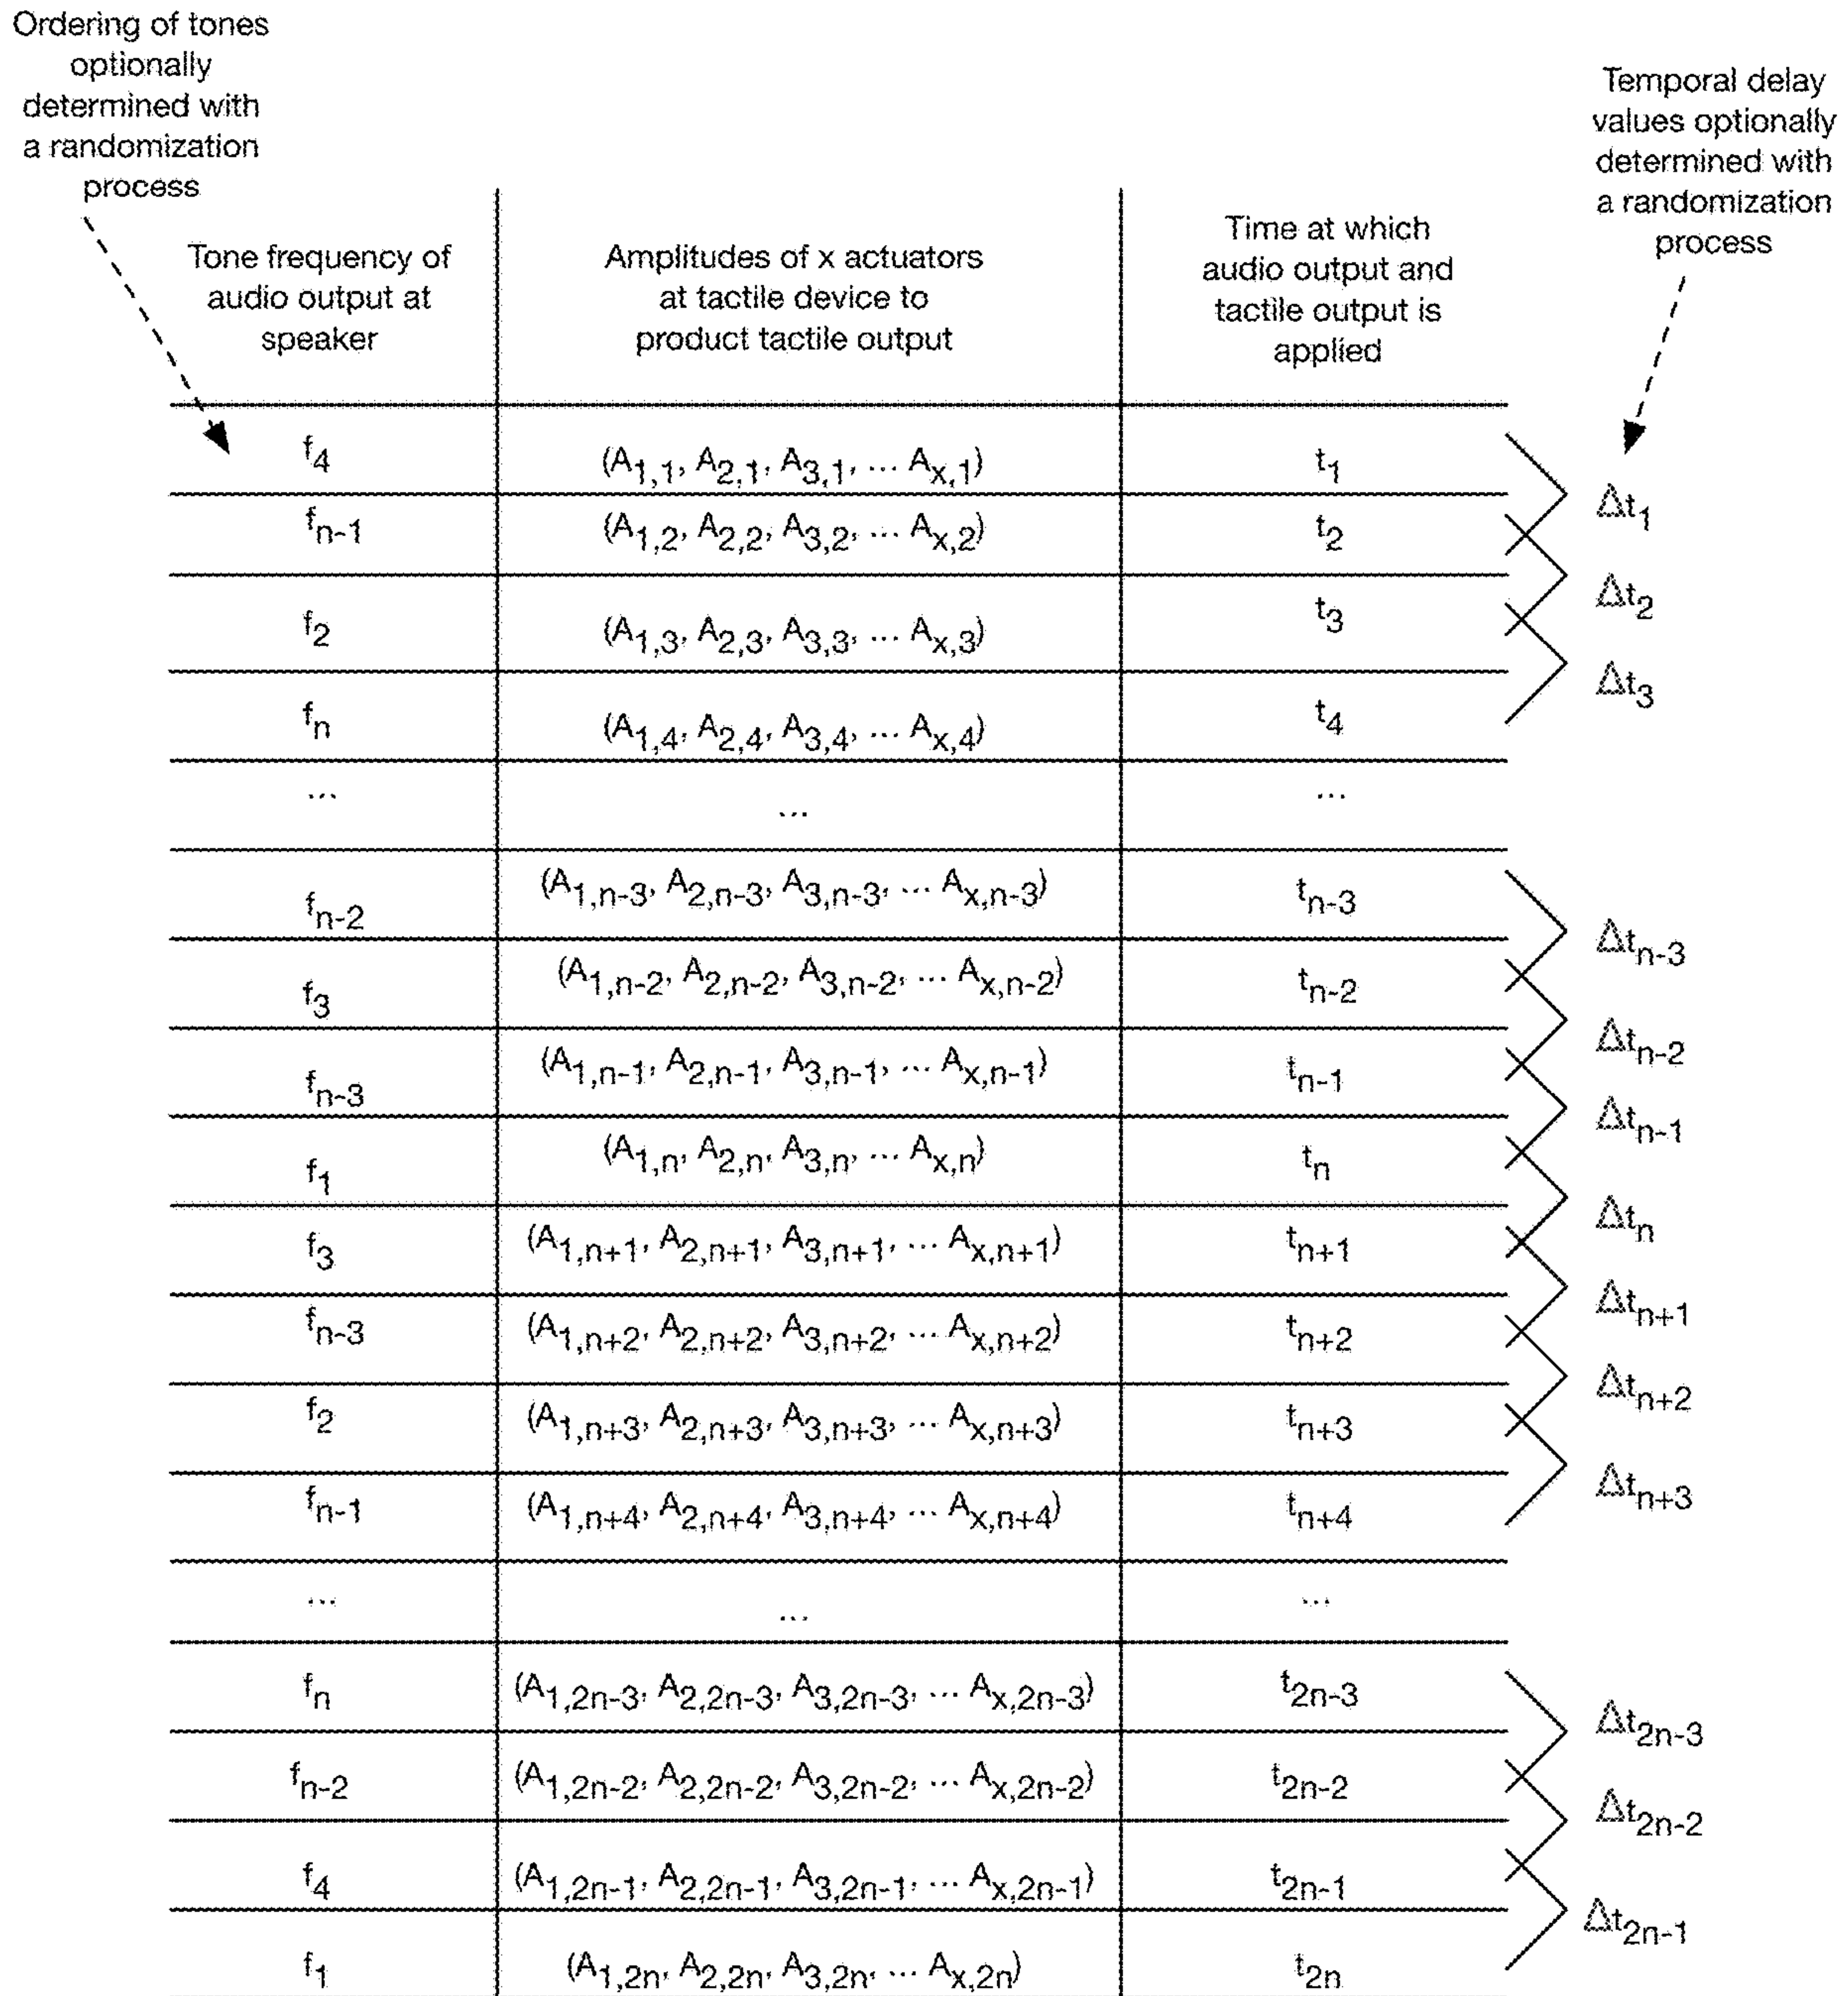 Ordering of tones
optionally
determined with
a randomization
process
Temporal delay
values optionally
determined with
a randomization
process
Tone frequency of
audio output at
speaker
Amplitudes of x actuators
at tactile device to
product tactile output
Time at which
audio output and
tactile output is
applied
f4 (A1,1, A2,1, A3,1, ... Ax,1) t1
Δt1
fn-1 (A1,2, A2,2, A3,2, ... Ax,2) t2
Δt2
f2 (A1,3, A2,3, A3,3, ... Ax,3) t3
Δt3
fn (A1,4, A2,4, A3,4, ... Ax,4) t4
... ... ...
fn-2 (A1,n-3, A2,n-3, A3,n-3, ... Ax,n-3) tn-3
Δtn-3
f3 (A1,n-2, A2,n-2, A3,n-2, ... Ax,n-2) tn-2
Δtn-2
fn-3 (A1,n-1, A2,n-1, A3,n-1, ... Ax,n-1) tn-1
Δtn-1
f1 (A1,n, A2,n, A3,n, ... Ax,n) tn
Δtn
f3 (A1,n+1, A2,n+1, A3,n+1, ... Ax,n+1) tn+1
Δtn+1
fn-3 (A1,n+2, A2,n+2, A3,n+2, ... Ax,n+2) tn+2
Δtn+2
f2 (A1,n+3, A2,n+3, A3,n+3, ... Ax,n+3) tn+3
Δtn+3
fn-1 (A1,n+4, A2,n+4, A3,n+4, ... Ax,n+4) tn+4
... ... ...
fn (A1,2n-3, A2,2n-3, A3,2n-3, ... Ax,2n-3) t2n-3
Δt2n-3
fn-2 (A1,2n-2, A2,2n-2, A3,2n-2, ... Ax,2n-2) t2n-2
Δt2n-2
f4 (A1,2n-1, A2,2n-1, A3,2n-1, ... Ax,2n-1) t2n-1
Δt2n-1
f1 (A1,2n, A2,2n, A3,2n, ... Ax,2n) t2n